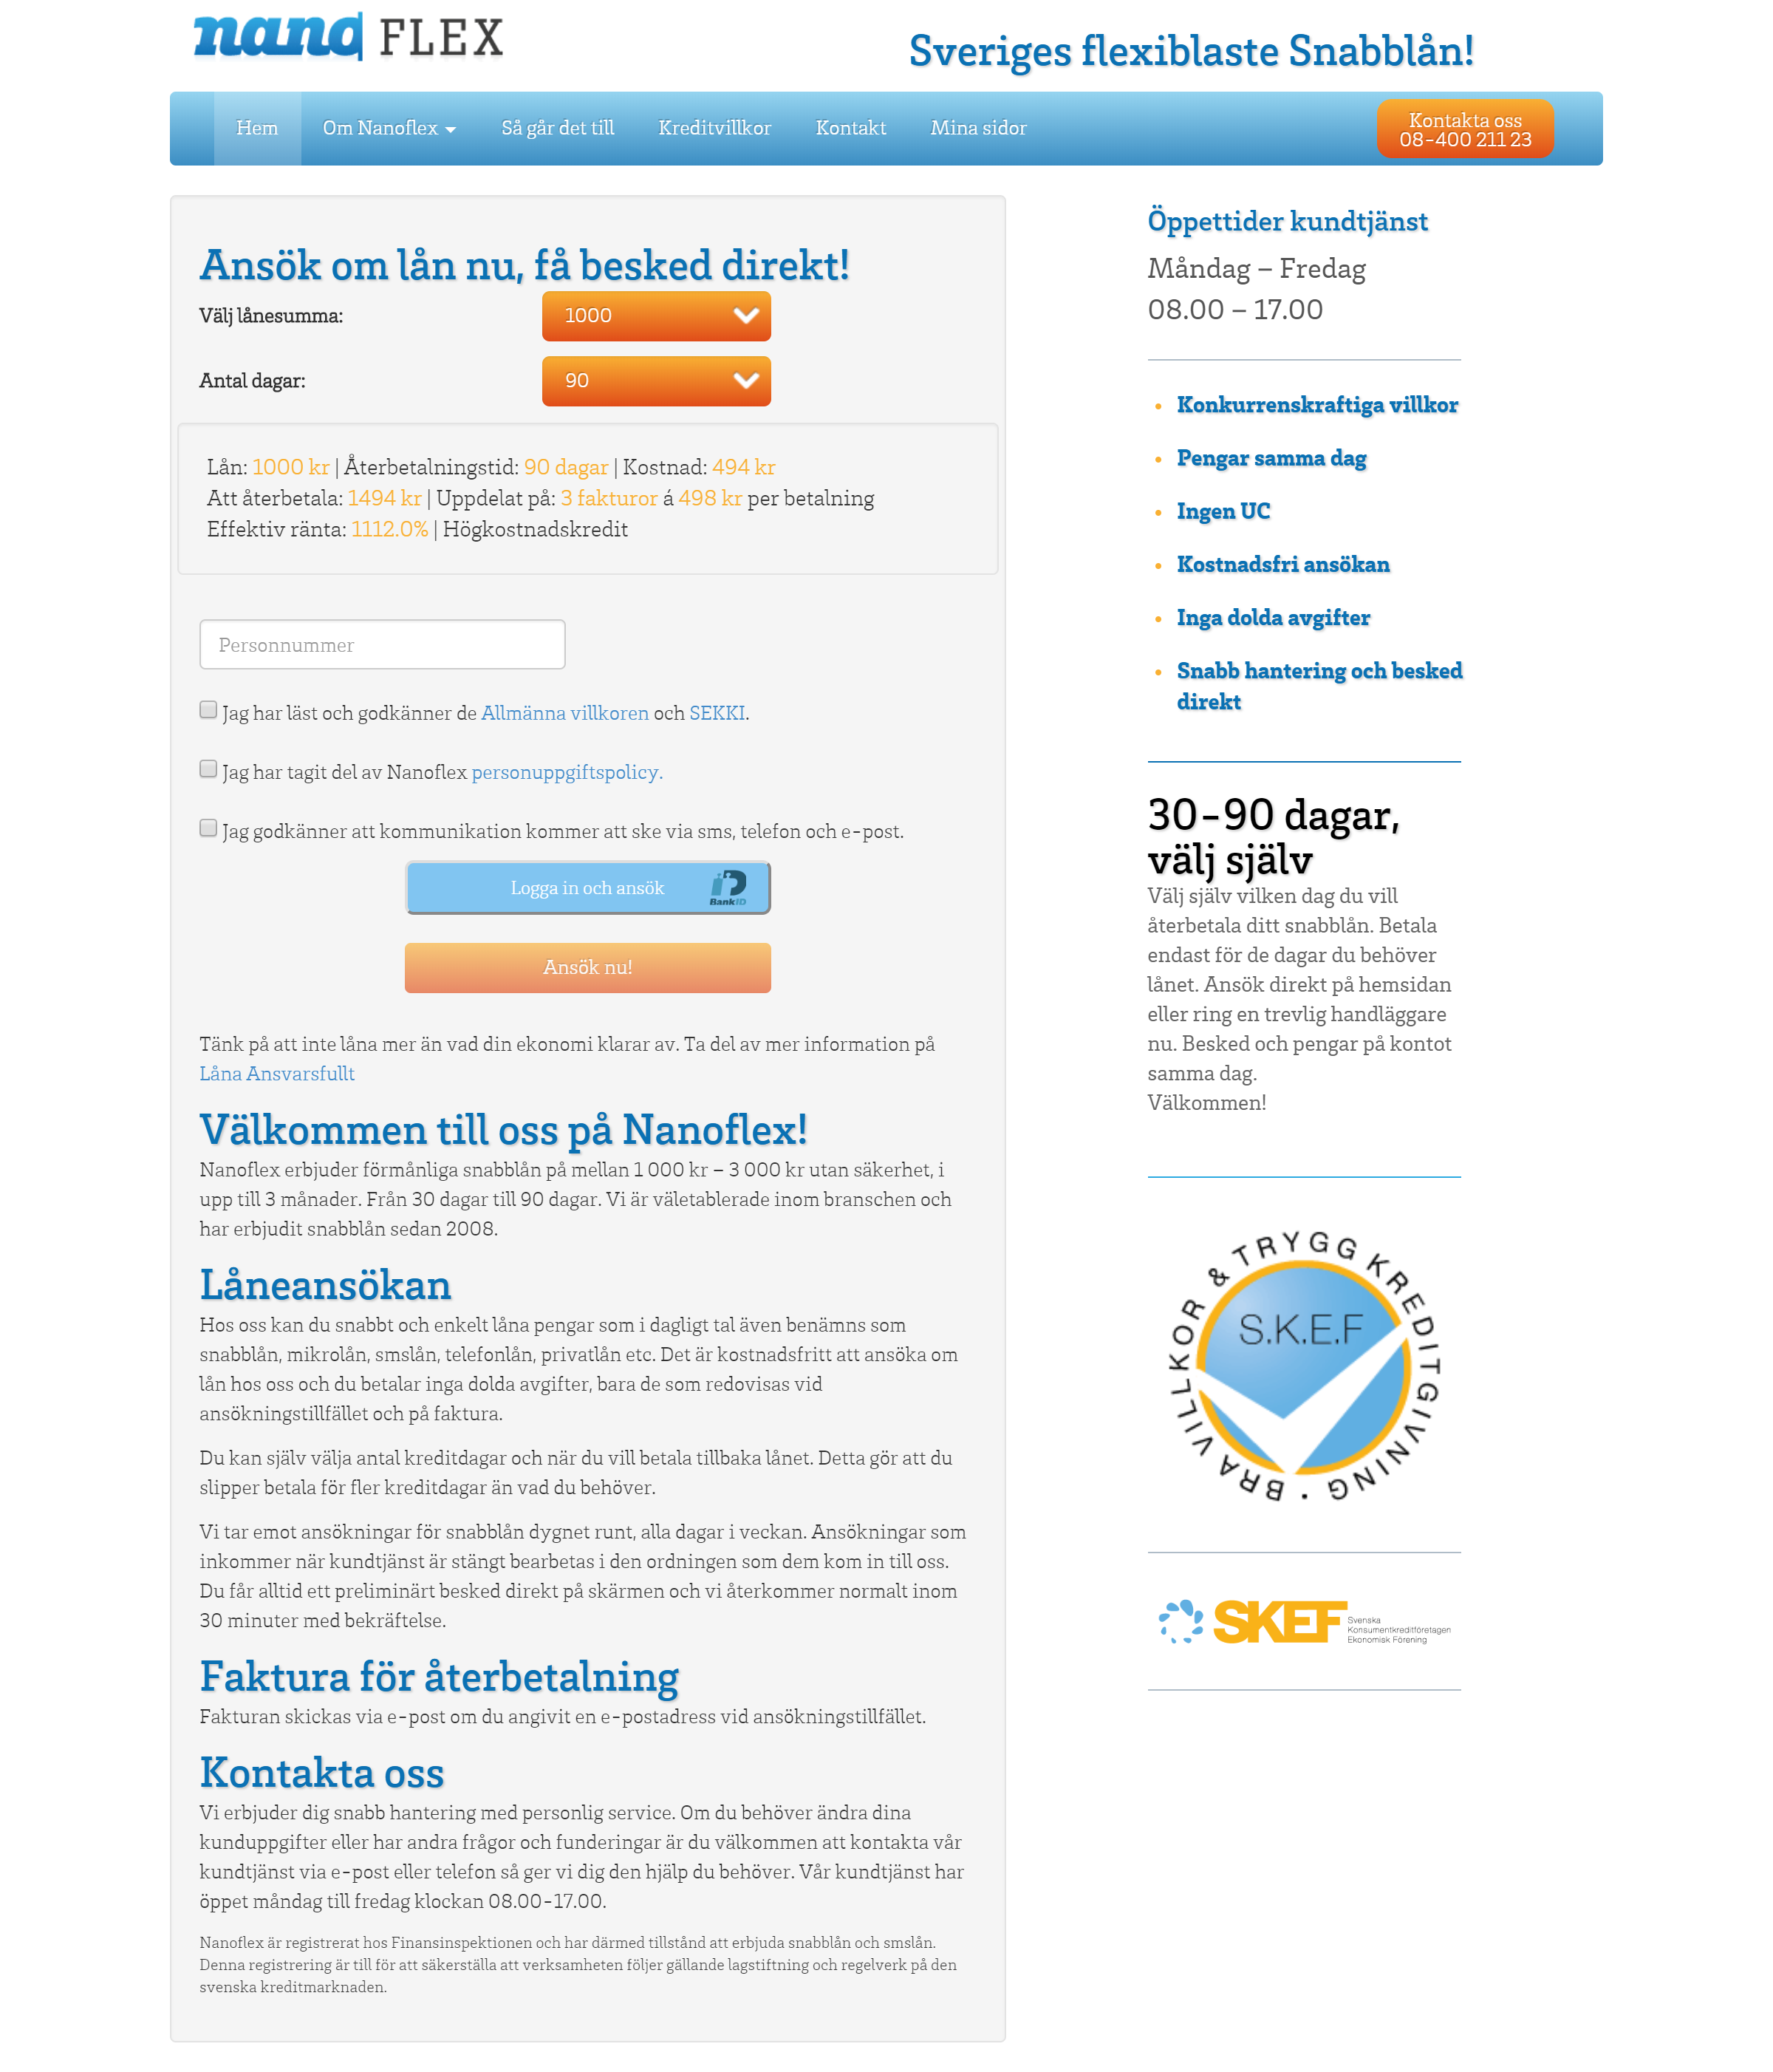 nano FLEX
Sveriges flexiblaste Snabblån!
Hem
Om Nanoflex
Så går det till
Kreditvillkor
Kontakt
Mina sidor
Kontakta oss
08-400 211 23
Ansök om lån nu, få besked direkt!
Välj lånesumma:
1000
Antal dagar:
90
Lån: 1000 kr | Återbetalningstid: 90 dagar | Kostnad: 494 kr
Att återbetala: 1494 kr | Uppdelat på: 3 fakturor á 498 kr per betalning
Effektiv ränta: 1112.0% | Högkostnadskredit
Personnummer
Jag har läst och godkänner de Allmänna villkoren och SEKKI.
Jag har tagit del av Nanoflex personuppgiftspolicy.
Jag godkänner att kommunikation kommer att ske via sms, telefon och e-post.
Logga in och ansök
BankID
Ansök nu!
Tänk på att inte låna mer än vad din ekonomi klarar av. Ta del av mer information på
Låna Ansvarsfullt
Välkommen till oss på Nanoflex!
Nanoflex erbjuder förmånliga snabblån på mellan 1 000 kr – 3 000 kr utan säkerhet, i
upp till 3 månader. Från 30 dagar till 90 dagar. Vi är väletablerade inom branschen och
har erbjudit snabblån sedan 2008.
Låneansökan
Hos oss kan du snabbt och enkelt låna pengar som i dagligt tal även benämns som
snabblån, mikrolån, smslån, telefonlån, privatlån etc. Det är kostnadsfritt att ansöka om
lån hos oss och du betalar inga dolda avgifter, bara de som redovisas vid
ansökningstillfället och på faktura.
Du kan själv välja antal kreditdagar och när du vill betala tillbaka lånet. Detta gör att du
slipper betala för fler kreditdagar än vad du behöver.
Vi tar emot ansökningar för snabblån dygnet runt, alla dagar i veckan. Ansökningar som
inkommer när kundtjänst är stängt bearbetas i den ordningen som dem kom in till oss.
Du får alltid ett preliminärt besked direkt på skärmen och vi återkommer normalt inom
30 minuter med bekräftelse.
Faktura för återbetalning
Fakturan skickas via e-post om du angivit en e-postadress vid ansökningstillfället.
Kontakta oss
Vi erbjuder dig snabb hantering med personlig service. Om du behöver ändra dina
kunduppgifter eller har andra frågor och funderingar är du välkommen att kontakta vår
kundtjänst via e-post eller telefon så ger vi dig den hjälp du behöver. Vår kundtjänst har
öppet måndag till fredag klockan 08.00-17.00.
Nanoflex är registrerat hos Finansinspektionen och har därmed tillstånd att erbjuda snabblån och smslån.
Denna registrering är till för att säkerställa att verksamheten följer gällande lagstiftning och regelverk på den
svenska kreditmarknaden.
Öppettider kundtjänst
Måndag – Fredag
08.00 – 17.00
Konkurrenskraftiga villkor
Pengar samma dag
Ingen UC
Kostnadsfri ansökan
Inga dolda avgifter
Snabb hantering och besked
direkt
30-90 dagar,
välj själv
Välj själv vilken dag du vill
återbetala ditt snabblån. Betala
endast för de dagar du behöver
lånet. Ansök direkt på hemsidan
eller ring en trevlig handläggare
nu. Besked och pengar på kontot
samma dag.
Välkommen!
BRA VILLKOR & TRYGG KREDITGIVNING •
S.K.E.F
SKEF
Svenska
Konsumentkreditföretagen
Ekonomisk Förening